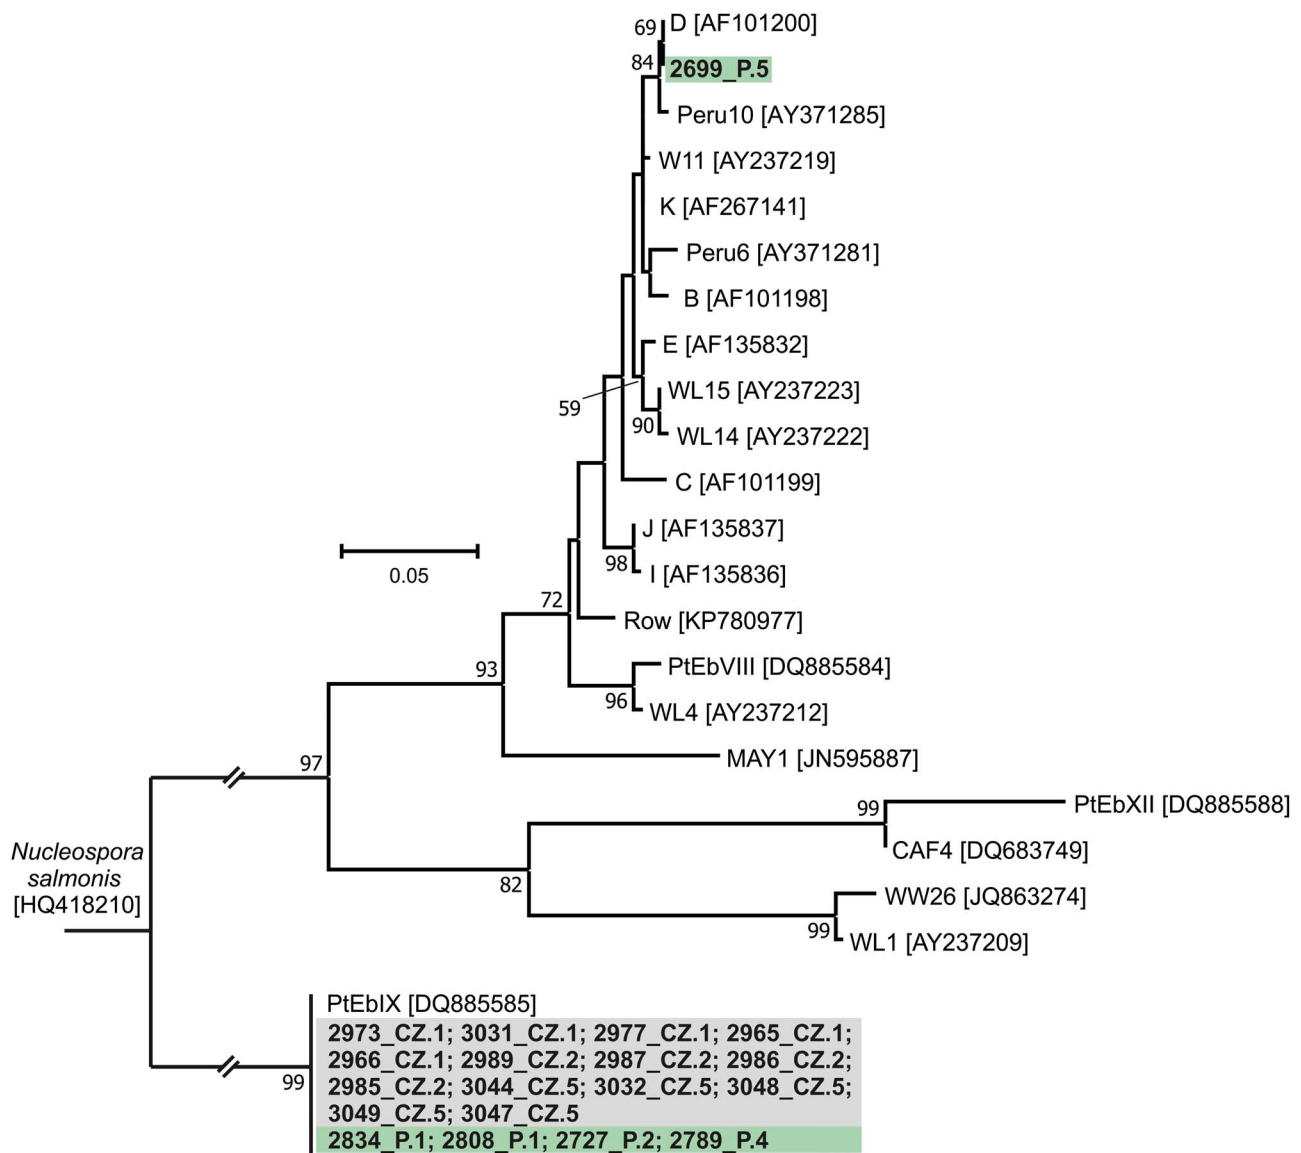 69
D [AF101200]
84
2699_P.5
Peru10 [AY371285]
W11 [AY237219]
K [AF267141]
Peru6 [AY371281]
B [AF101198]
E [AF135832]
WL15 [AY237223]
59
90
WL14 [AY237222]
C [AF101199]
J [AF135837]
98
I [AF135836]
0.05
72
Row [KP780977]
93
PtEbVIII [DQ885584]
96
WL4 [AY237212]
97
MAY1 [JN595887]
99
PtEbXII [DQ885588]
CAF4 [DQ683749]
82
WW26 [JQ863274]
99
WL1 [AY237209]
Nucleospora
salmonis
[HQ418210]
PtEbIX [DQ885585]
2973_CZ.1; 3031_CZ.1; 2977_CZ.1; 2965_CZ.1;
2966_CZ.1; 2989_CZ.2; 2987_CZ.2; 2986_CZ.2;
2985_CZ.2; 3044_CZ.5; 3032_CZ.5; 3048_CZ.5;
99
3049_CZ.5; 3047_CZ.5
2834_P.1; 2808_P.1; 2727_P.2; 2789_P.4